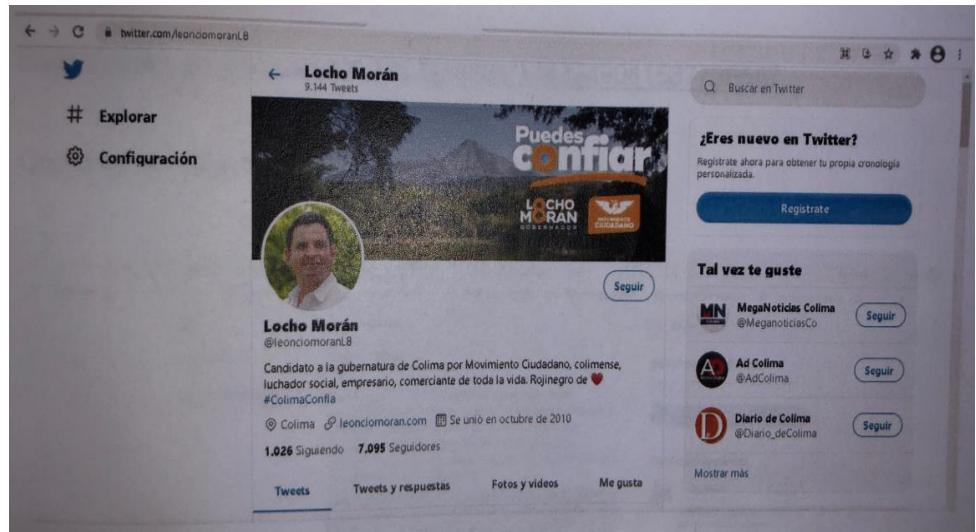 twitter.com/leonciomoranL8
Explorar
Configuración
Locho Morán
9.144 Tweets
Puedes
confiar
L8CHO
MORAN
GOBERNADOR
MOVIMIENTO
CIUDADANO
Seguir
Locho Morán
@leonciomoranL8
Candidato a la gubernatura de Colima por Movimiento Ciudadano, colimense,
luchador social, empresario, comerciante de toda la vida. Rojinegro de ❤️
#ColimaConfía
Colima leonciomoran.com Se unió en octubre de 2010
1.026 Siguiendo 7.095 Seguidores
Tweets Tweets y respuestas Fotos y videos Me gusta
Buscar en Twitter
¿Eres nuevo en Twitter?
Regístrate ahora para obtener tu propia cronología
personalizada.
Regístrate
Tal vez te guste
MN
MegaNoticias Colima
@MeganoticiasCo
Seguir
AD
Ad Colima
@AdColima
Seguir
D
Diario de Colima
@Diario_deColima
Seguir
Mostrar más